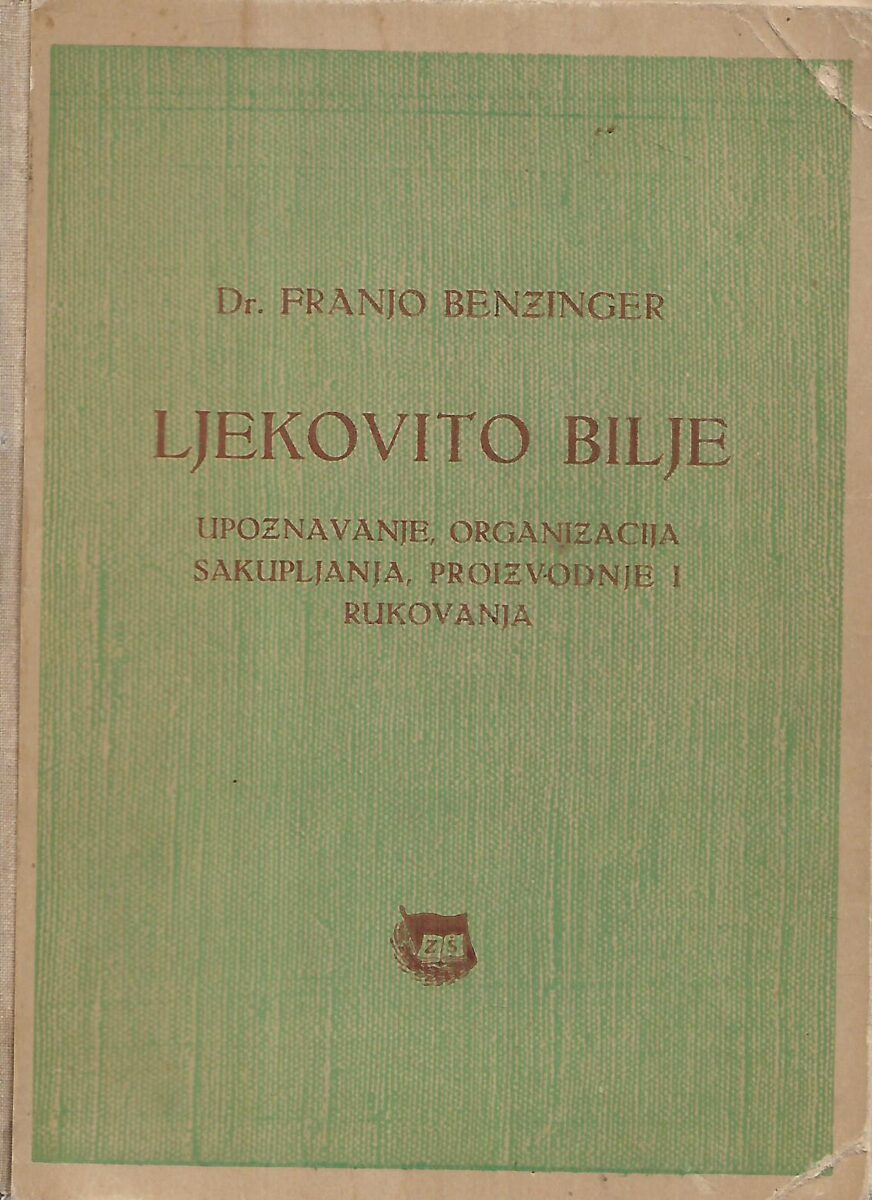 Dr. FRANJO BENZINGER
LJEKOVITO BILJE
UPOZNAVANJE, ORGANIZACIJA
SAKUPLJANJA, PROIZVODNJE I
RUKOVANJA
Z Š